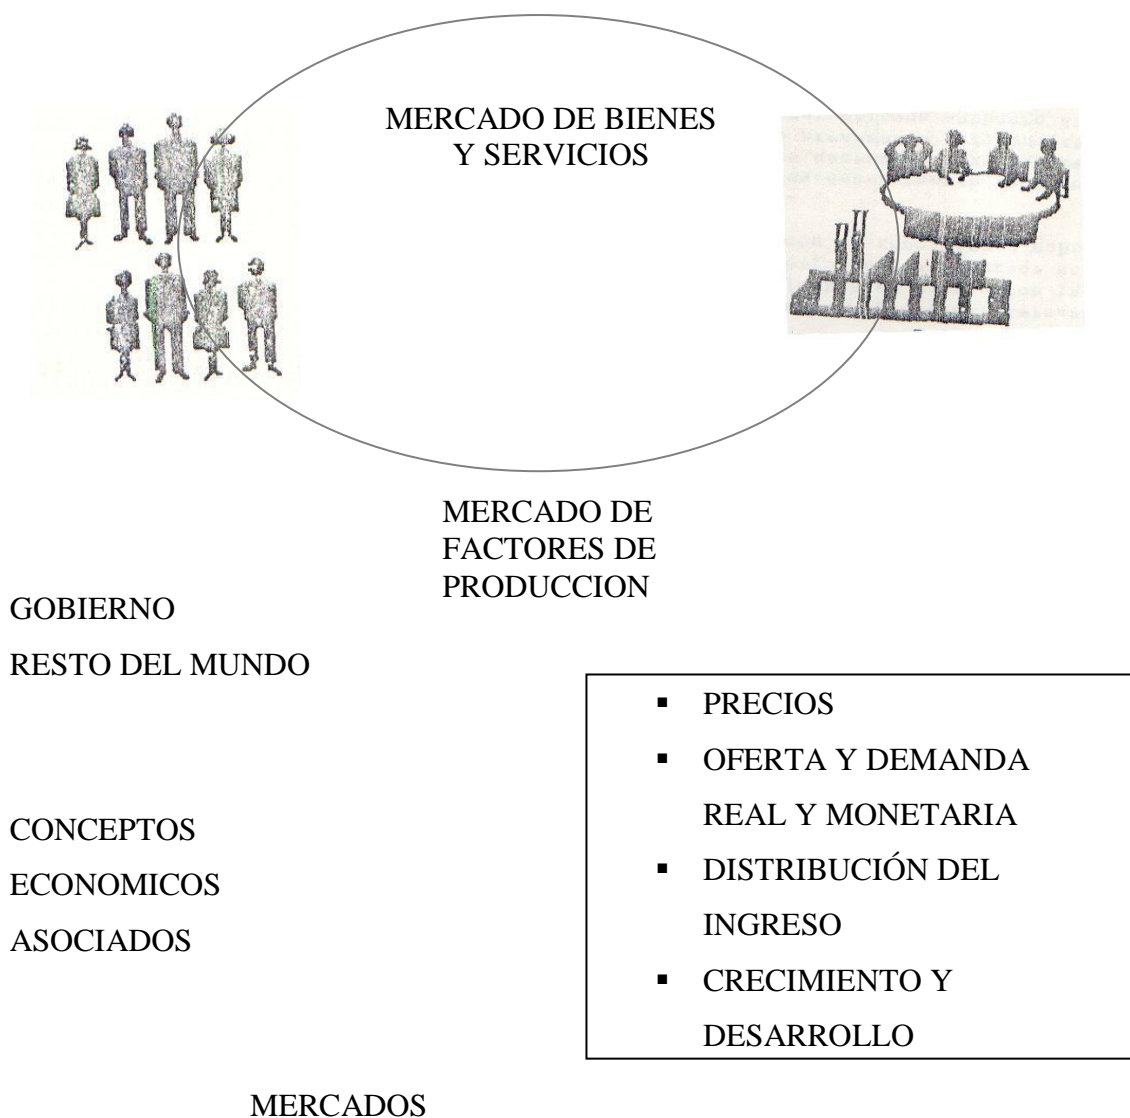 MERCADO DE BIENES
Y SERVICIOS
MERCADO DE
FACTORES DE
PRODUCCION
GOBIERNO
RESTO DEL MUNDO
▪ PRECIOS
▪ OFERTA Y DEMANDA
REAL Y MONETARIA
▪ DISTRIBUCIÓN DEL
INGRESO
▪ CRECIMIENTO Y
DESARROLLO
CONCEPTOS
ECONOMICOS
ASOCIADOS
MERCADOS